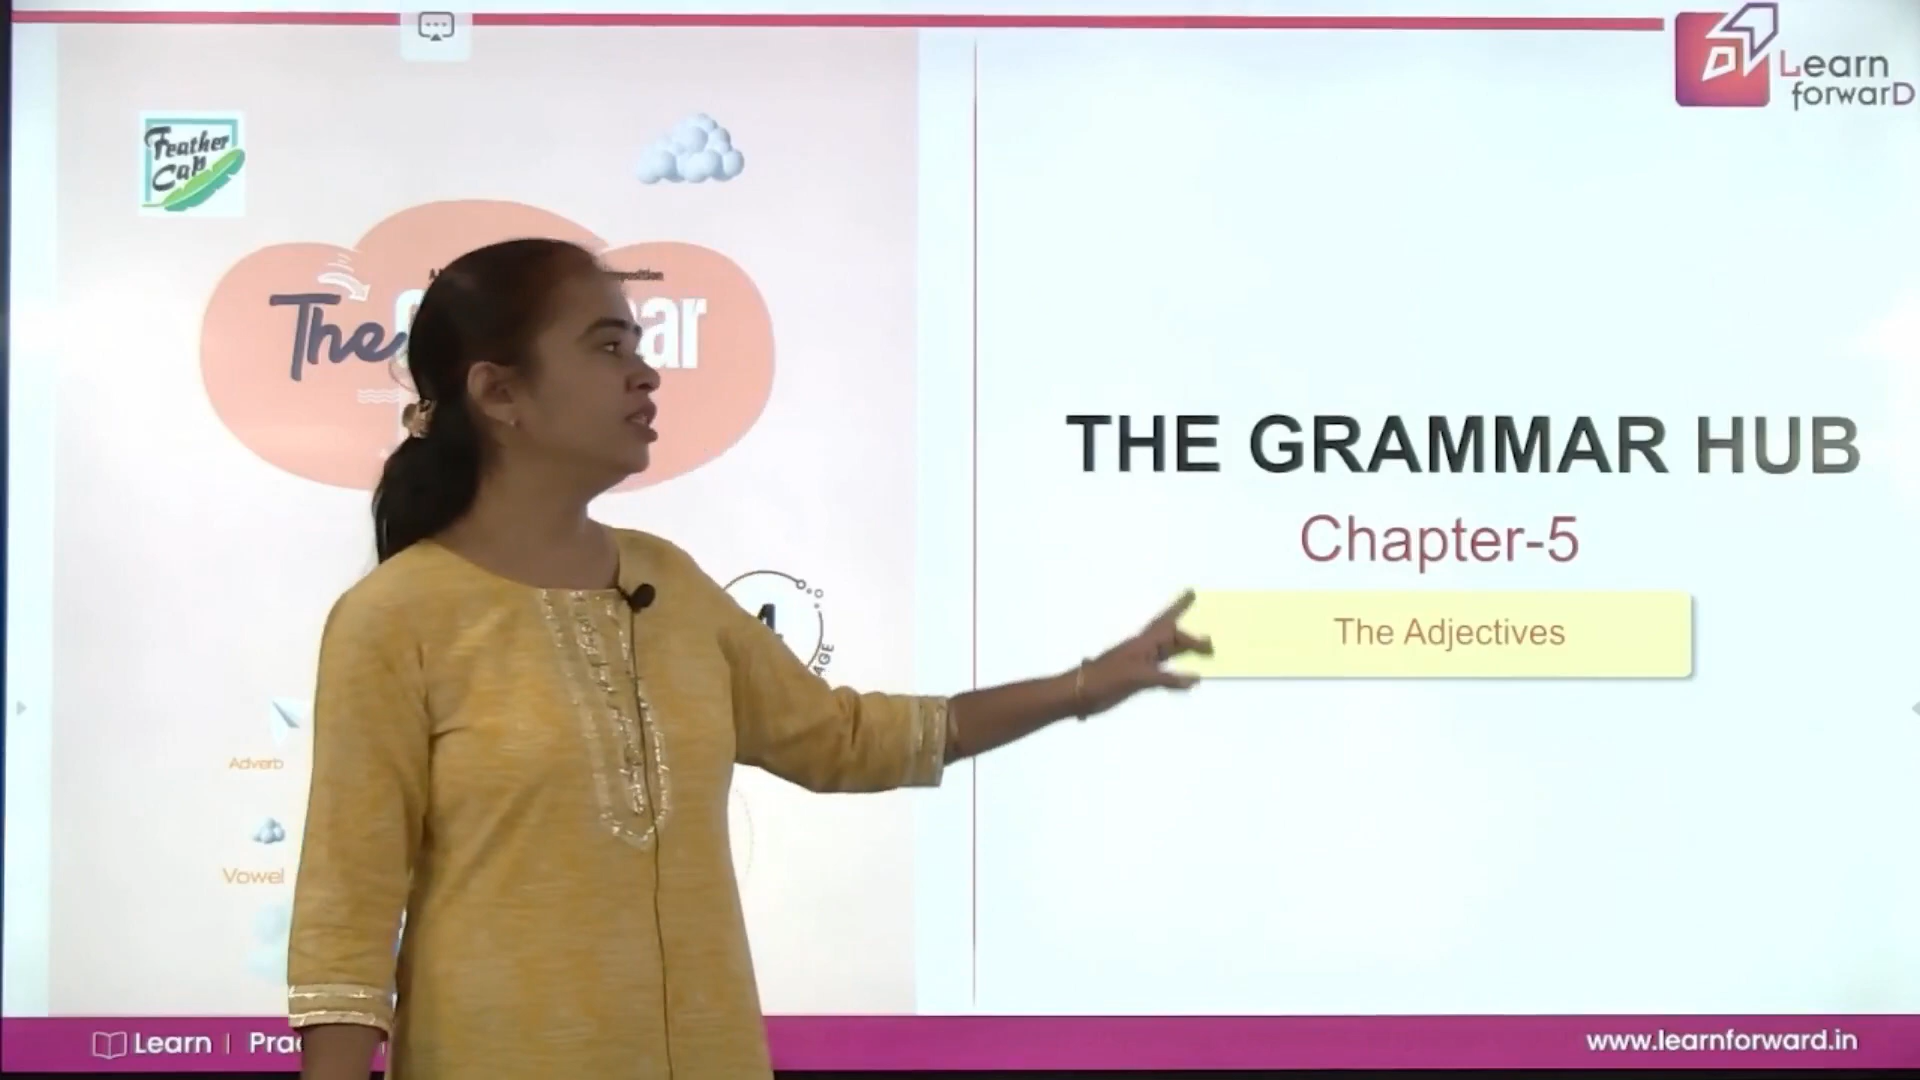 Learn
forwarD
Feather
Cap
The
THE GRAMMAR HUB
Chapter-5
The Adjectives
Adverb
Vowel
Learn |
www.learnforward.in